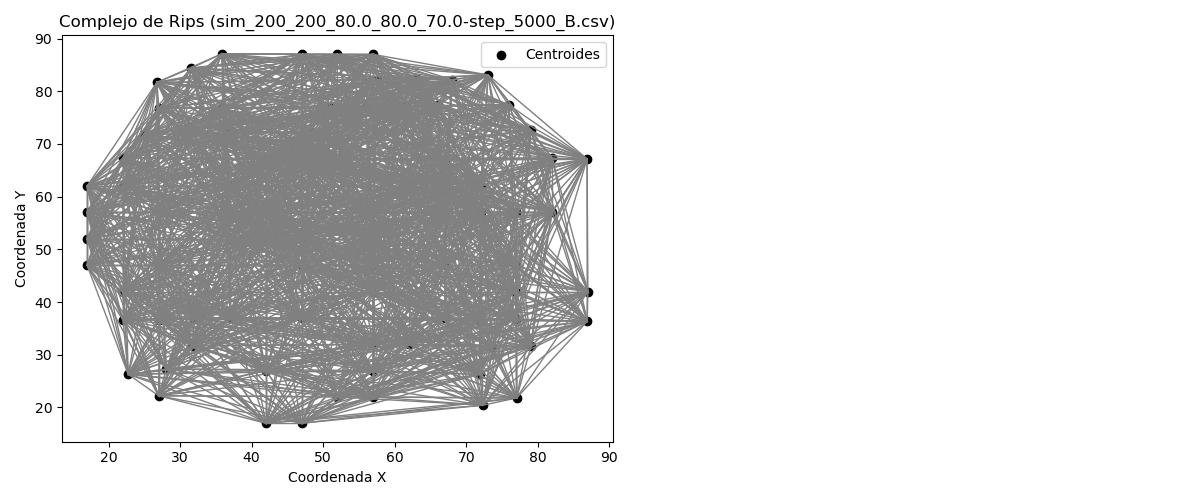 Complejo de Rips (sim_200_200_80.0_80.0_70.0-step_5000_B.csv)
Centroides
90
80
70
60
50
40
30
20
Coordenada Y
20 30 40 50 60 70 80 90
Coordenada X